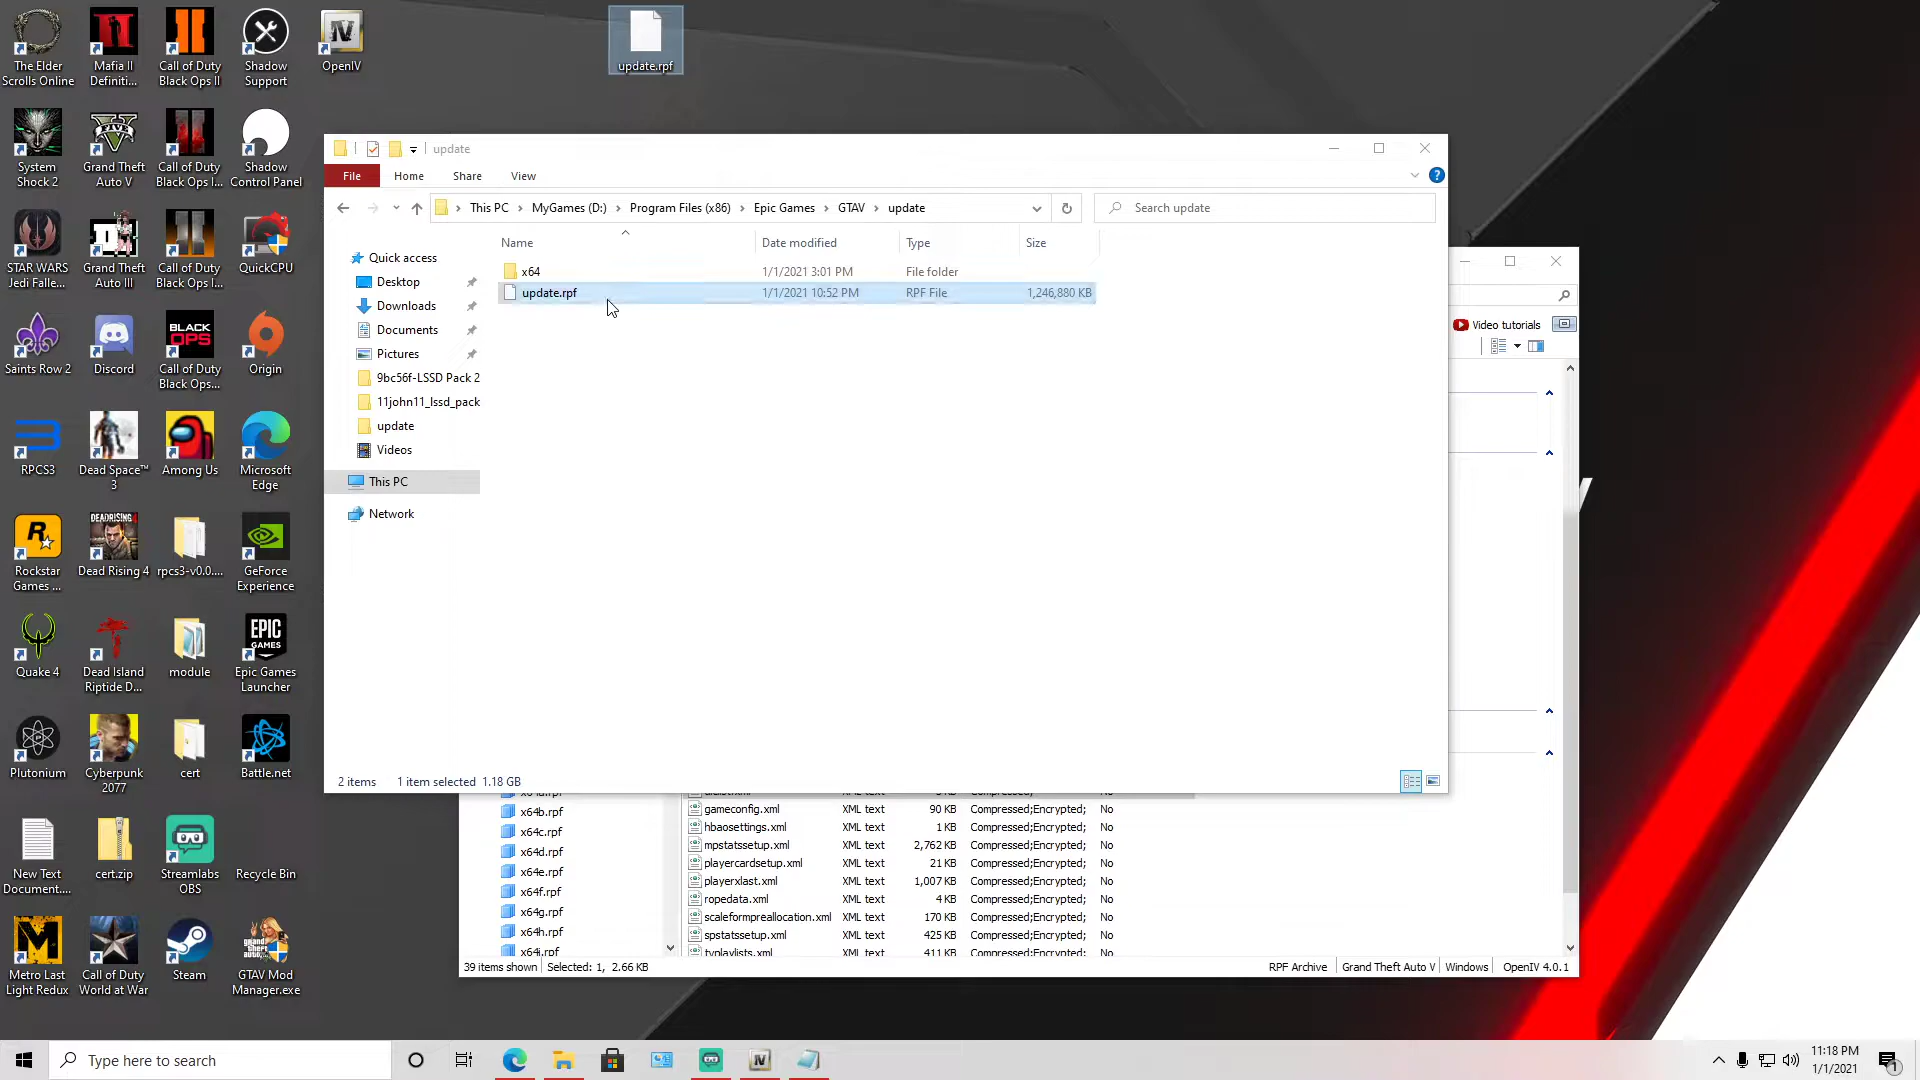 The Elder
Scrolls Online
Mafia II
Definiti...
Call of Duty
Black Ops II
Shadow
Support
OpenIV
update.rpf
System
Shock 2
Grand Theft
Auto V
Call of Duty
Black Ops I...
Shadow
Control Panel
STAR WARS
Jedi Falle...
Grand Theft
Auto III
Call of Duty
Black Ops I...
QuickCPU
Saints Row 2
Discord
BLACK
OPS
Call of Duty
Black Ops...
Origin
RPCS3
Dead Space™
3
Among Us
Microsoft
Edge
Rockstar
Games ...
DEADRISING
Dead Rising 4
rpcs3-v0.0....
GeForce
Experience
Quake 4
Dead Island
Riptide D...
module
EPIC
GAMES
Epic Games
Launcher
Plutonium
Cyberpunk
2077
cert
Battle.net
New Text
Document....
cert.zip
Streamlabs
OBS
Recycle Bin
Metro Last
Light Redux
Call of Duty
World at War
Steam
GTAV Mod
Manager.exe
update
File Home Share View
This PC MyGames (D:) Program Files (x86) Epic Games GTAV update
Search update
Name Date modified Type Size
x64 1/1/2021 3:01 PM File folder
update.rpf 1/1/2021 10:52 PM RPF File 1,246,880 KB
Quick access
Desktop
Downloads
Documents
Pictures
9bc56f-LSSD Pack 2
11john11_lssd_pack
update
Videos
This PC
Network
2 items 1 item selected 1.18 GB
Video tutorials
x64b.rpf
x64c.rpf
x64d.rpf
x64e.rpf
x64f.rpf
x64g.rpf
x64h.rpf
x64i.rpf
gameconfig.xml XML text 90 KB Compressed;Encrypted; No
hbaosettings.xml XML text 1 KB Compressed;Encrypted; No
mpstatssetup.xml XML text 2,762 KB Compressed;Encrypted; No
playercardsetup.xml XML text 21 KB Compressed;Encrypted; No
playerxlast.xml XML text 1,007 KB Compressed;Encrypted; No
ropedata.xml XML text 4 KB Compressed;Encrypted; No
scaleformpreallocation.xml XML text 170 KB Compressed;Encrypted; No
spstatssetup.xml XML text 425 KB Compressed;Encrypted; No
tvplaylists.xml XML text 411 KB Compressed;Encrypted; No
39 items shown Selected: 1, 2.66 KB
RPF Archive Grand Theft Auto V Windows OpenIV 4.0.1
Type here to search
11:18 PM
1/1/2021